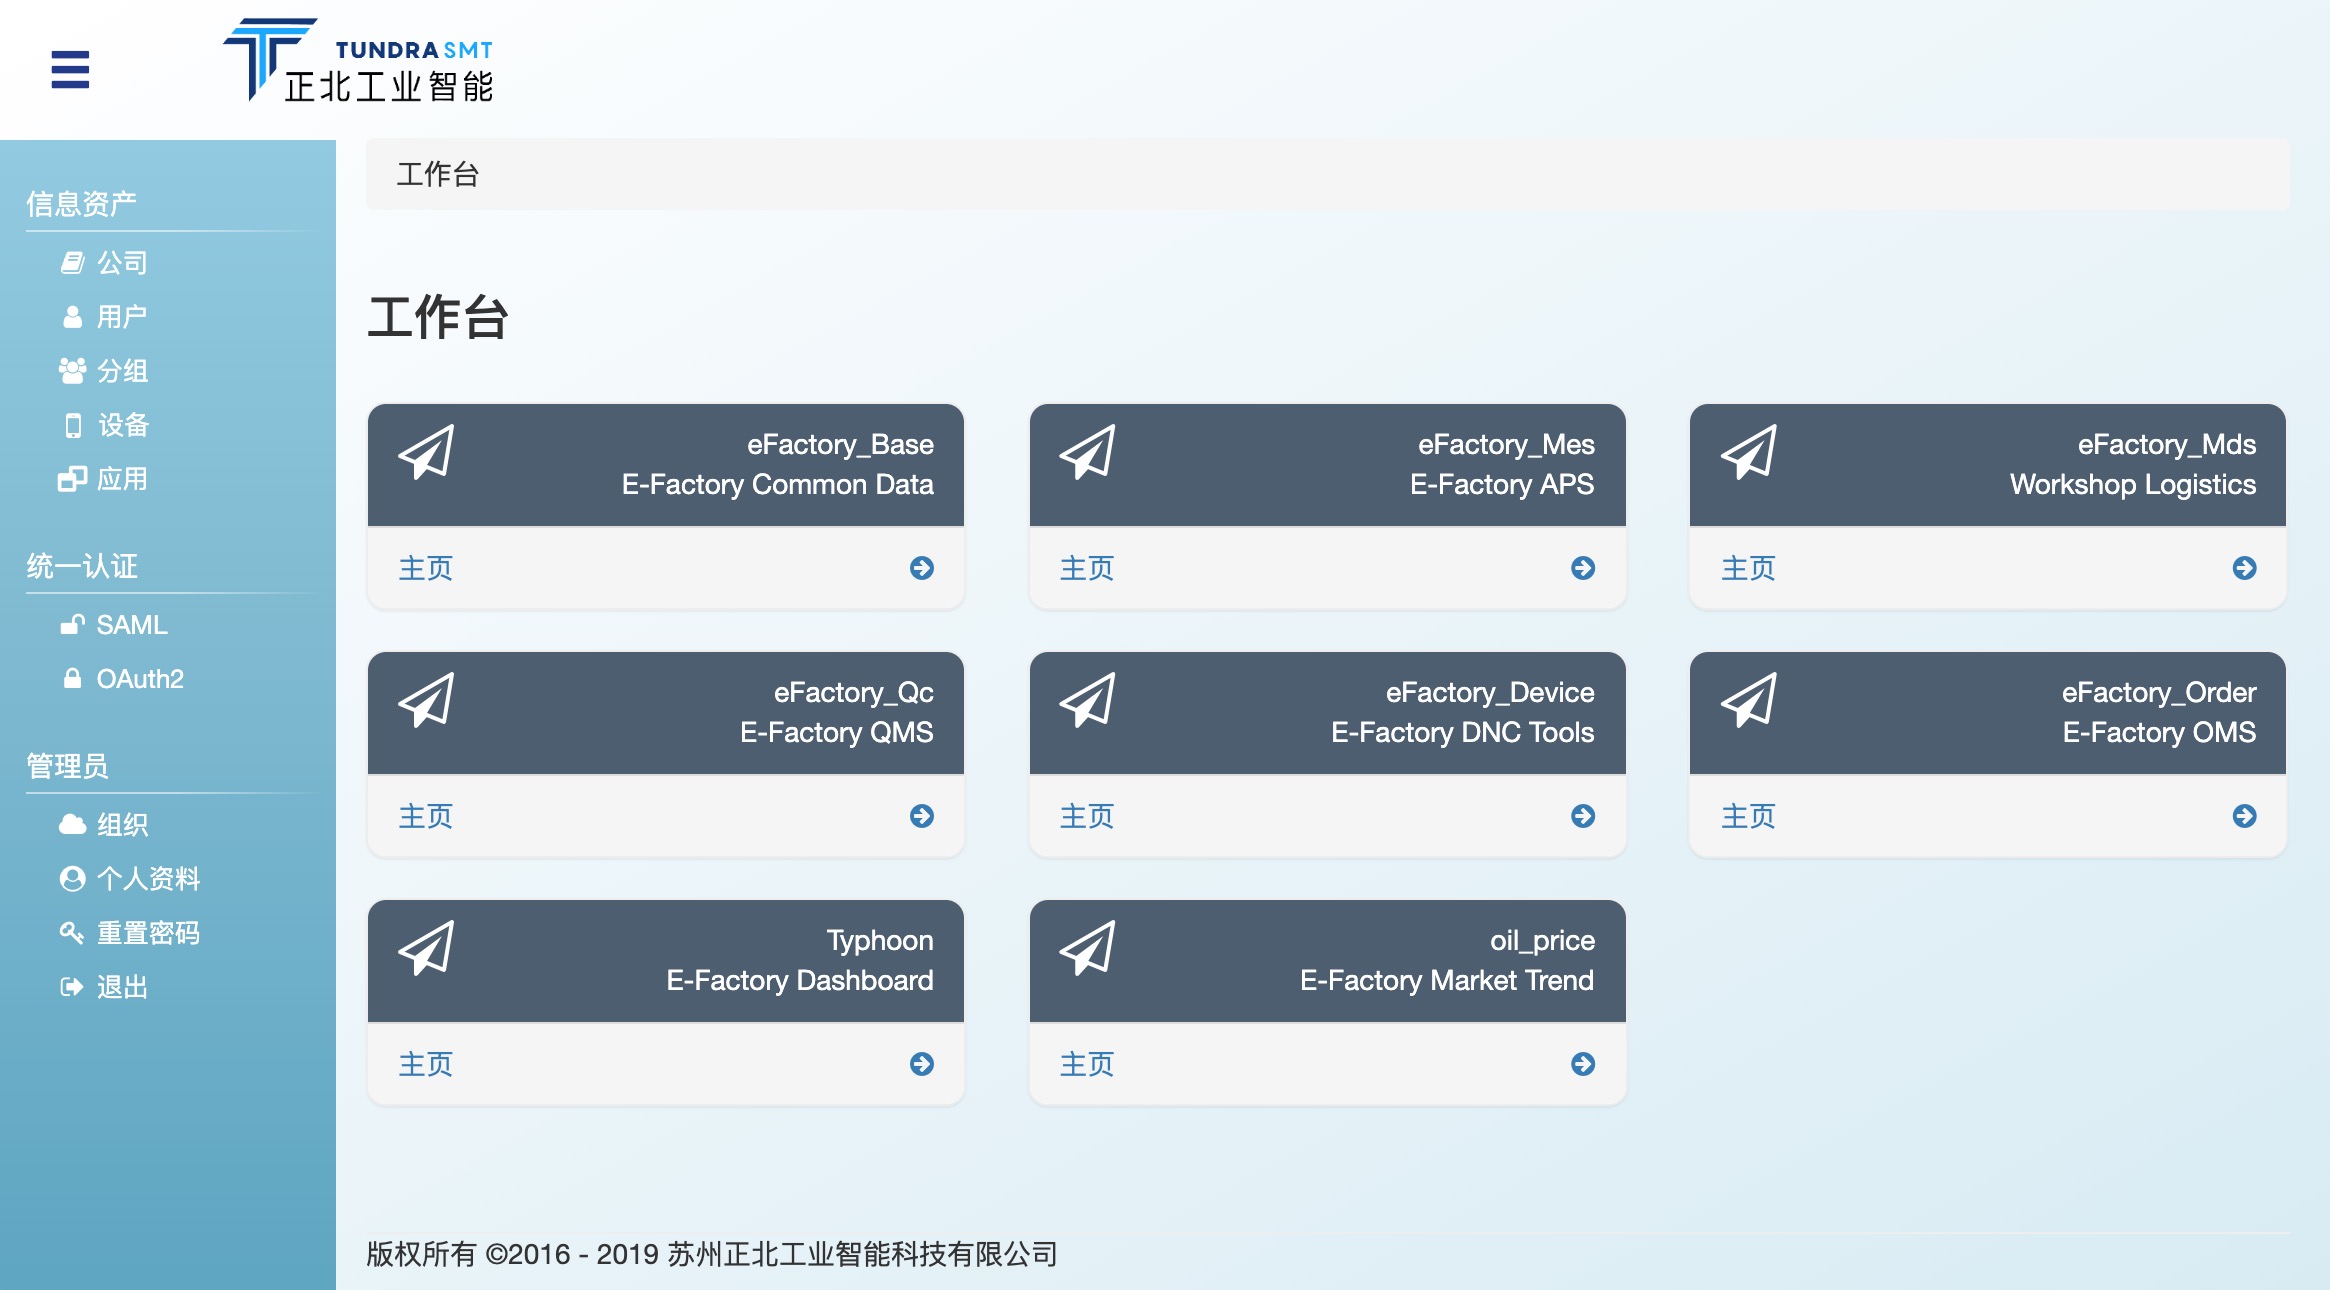 TUNDRA SMT
正北工业智能
工作台
信息资产
公司
用户
分组
设备
应用
统一认证
SAML
OAuth2
管理员
组织
个人资料
重置密码
退出
工作台
eFactory_Base
E-Factory Common Data
主页
eFactory_Mes
E-Factory APS
主页
eFactory_Mds
Workshop Logistics
主页
eFactory_Qc
E-Factory QMS
主页
eFactory_Device
E-Factory DNC Tools
主页
eFactory_Order
E-Factory OMS
主页
Typhoon
E-Factory Dashboard
主页
oil_price
E-Factory Market Trend
主页
版权所有 ©2016 - 2019 苏州正北工业智能科技有限公司